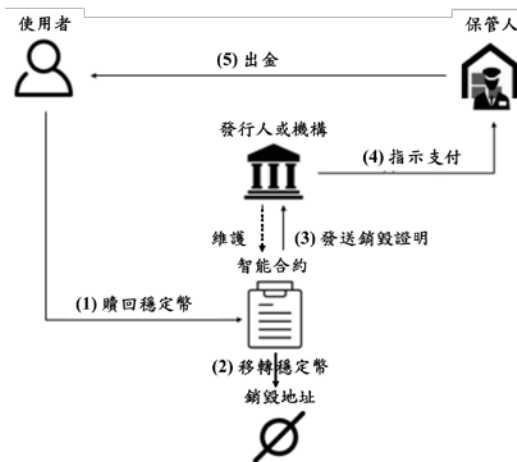 使用者
保管人
(5) 出金
發行人或機構
(4) 指示支付
維護
(3) 發送銷毀證明
智能合約
(1) 贖回穩定幣
(2) 移轉穩定幣
銷毀地址